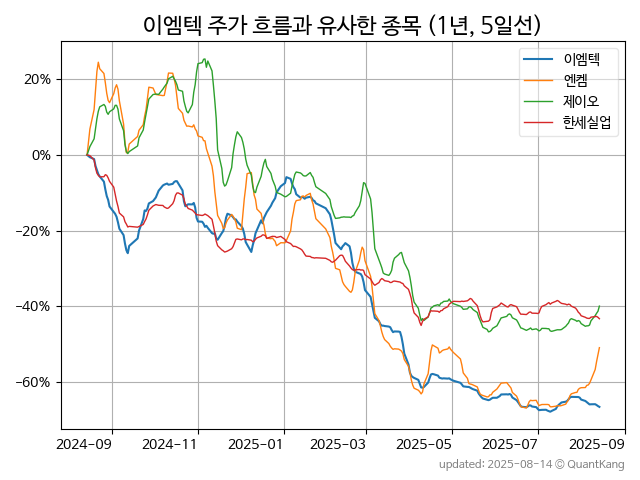 이엠텍 주가 흐름과 유사한 종목 (1년, 5일선)
이엠텍
엔켐
제이오
한세실업
20%
0%
−20%
−40%
−60%
2024-09 2024-11 2025-01 2025-03 2025-05 2025-07 2025-09
updated: 2025-08-14 © QuantKang